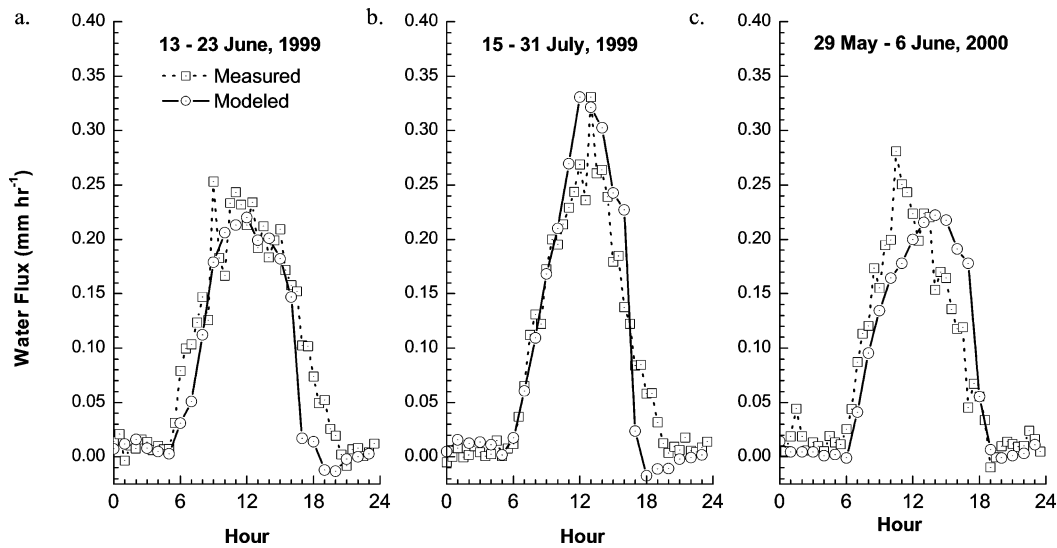 a.
b.
c.
13 - 23 June, 1999
15 - 31 July, 1999
29 May - 6 June, 2000
Measured
Modeled
Water Flux (mm hr-1)
0.40
0.35
0.30
0.25
0.20
0.15
0.10
0.05
0.00
0 6 12 18 24
Hour
0.40
0.35
0.30
0.25
0.20
0.15
0.10
0.05
0.00
0 6 12 18 24
Hour
0.40
0.35
0.30
0.25
0.20
0.15
0.10
0.05
0.00
0 6 12 18 24
Hour